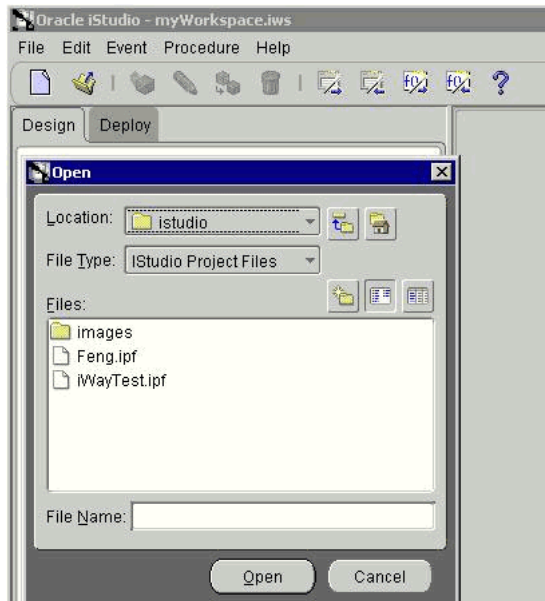 Oracle iStudio - myWorkspace.iws
File Edit Event Procedure Help
Design Deploy
Open
Location: istudio
File Type: IStudio Project Files
Files:
images
Feng.ipf
iWayTest.ipf
File Name:
Open Cancel